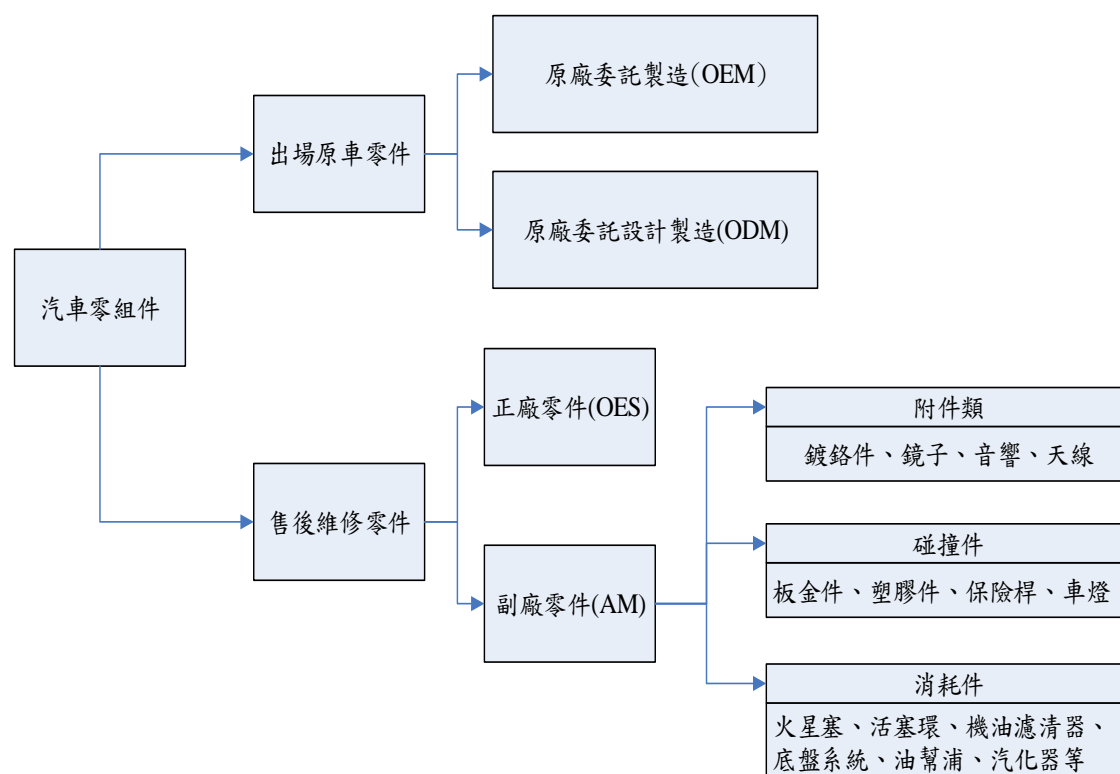 原廠委託製造(OEM)
出場原車零件
原廠委託設計製造(ODM)
汽車零組件
正廠零件(OES)
售後維修零件
副廠零件(AM)
附件類
鍍鉻件、鏡子、音響、天線
碰撞件
板金件、塑膠件、保險桿、車燈
消耗件
火星塞、活塞環、機油濾清器、
底盤系統、油幫浦、汽化器等